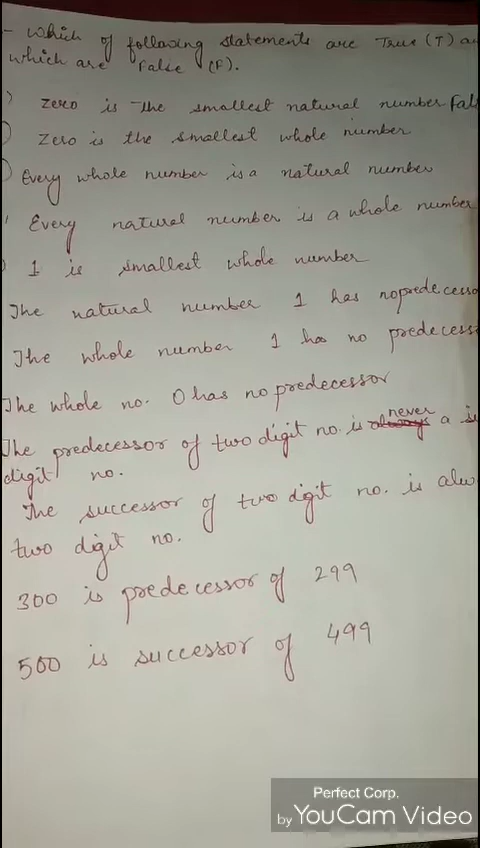 - Which of following statements are True (T) a
which are False (F).
) Zero is the smallest natural number Fal
) Zero is the smallest whole number
) Every whole number is a natural number
Every natural number is a whole number
) 1 is smallest whole number
The natural number 1 has no predecesso
The whole number 1 has no predecess
The whole no. 0 has no predecessor
never
The predecessor of two digit no. is always a si
digit no.
The successor of two digit no. is alw
two digit no.
300 is predecessor of 299
500 is successor of 499
Perfect Corp.
by YouCam Video